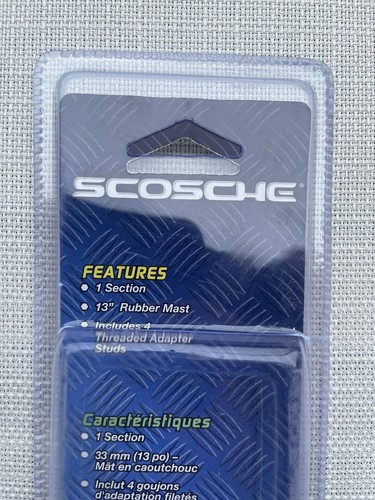 SCOSCHE®
FEATURES
1 Section
13" Rubber Mast
Includes 4
Threaded Adapter
Studs
Caractéristiques
1 Section
33 mm (13 po) –
Mât en caoutchouc
Inclut 4 goujons
d'adaptation filetés